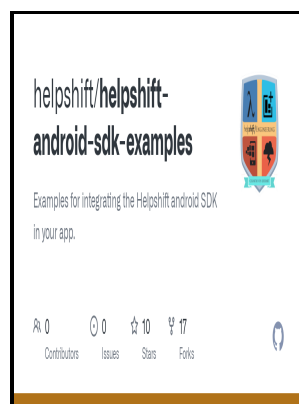 helpshift/helpshift-
android-sdk-examples
Examples for integrating the Helpshift android SDK
in your app.
0
Contributors
0
Issues
10
Stars
17
Forks